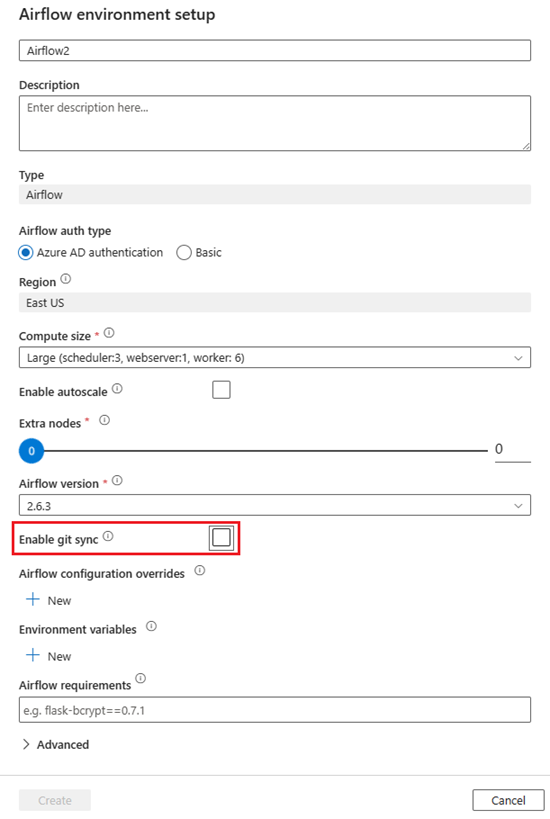 Airflow environment setup
Airflow2
Description
Enter description here...
Type
Airflow
Airflow auth type
Azure AD authentication Basic
Region
East US
Compute size *
Large (scheduler:3, webserver:1, worker: 6)
Enable autoscale
Extra nodes *
0 0
Airflow version *
2.6.3
Enable git sync
Airflow configuration overrides
New
Environment variables
New
Airflow requirements
e.g. flask-bcrypt==0.7.1
Advanced
Create Cancel